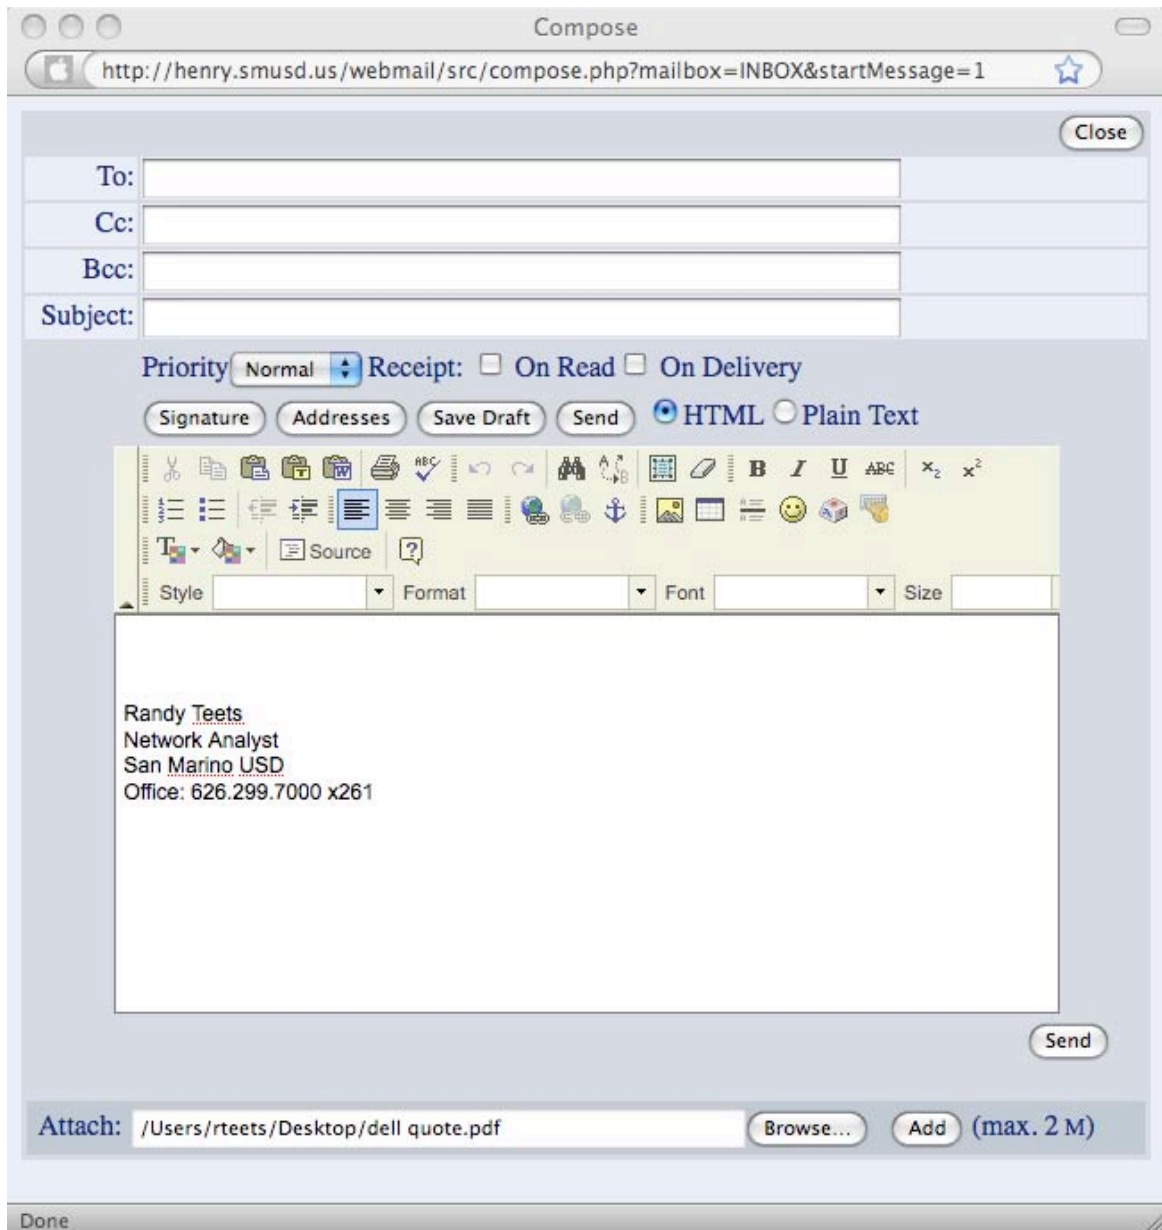 Compose
http://henry.smusd.us/webmail/src/compose.php?mailbox=INBOX&startMessage=1
Close
To:
Cc:
Bcc:
Subject:
Priority Normal Receipt: On Read On Delivery
Signature Addresses Save Draft Send HTML Plain Text
ABC B I U ABC x2 x2
Source
Style Format Font Size
Randy Teets
Network Analyst
San Marino USD
Office: 626.299.7000 x261
Send
Attach: /Users/rteets/Desktop/dell quote.pdf Browse... Add (max. 2 M)
Done